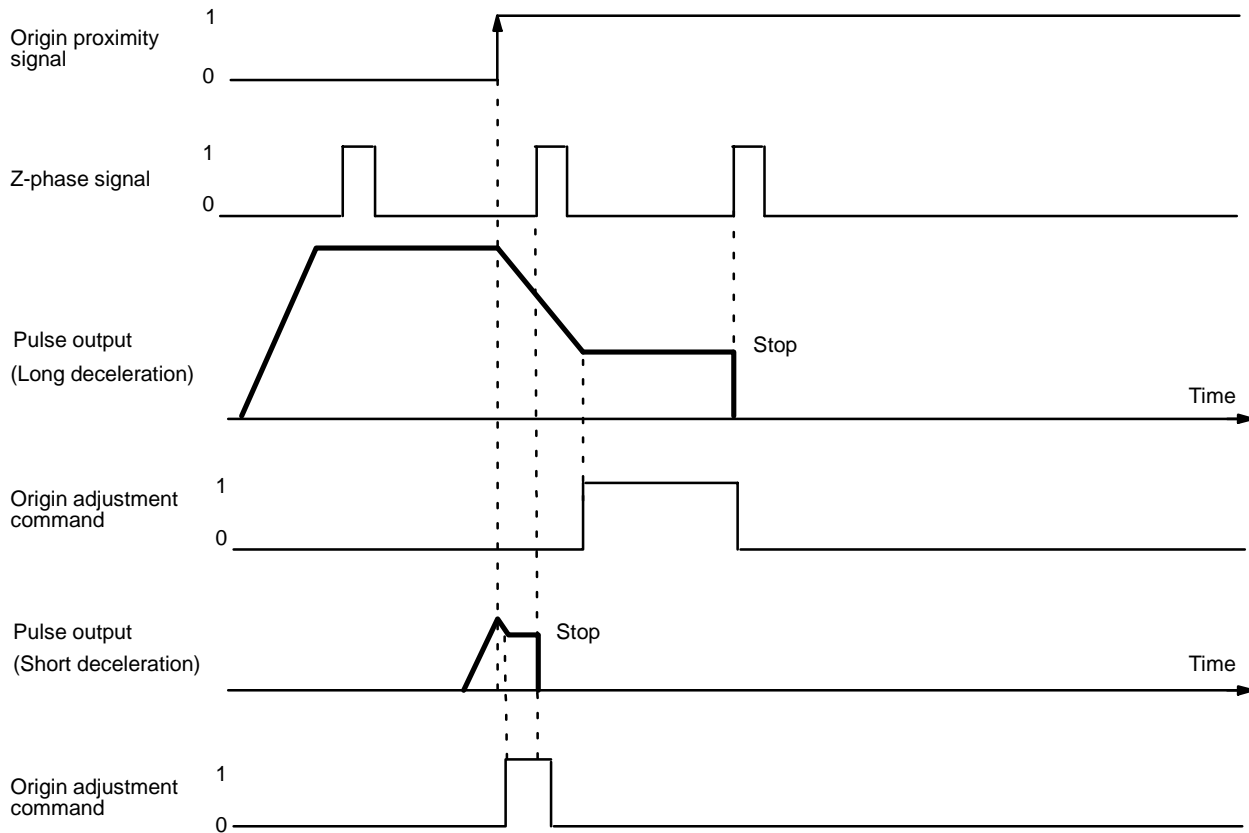 1
Origin proximity
signal
0
1
Z-phase signal
0
Pulse output
(Long deceleration)
Stop
Time
1
Origin adjustment
command
0
Pulse output
(Short deceleration)
Stop
Time
1
Origin adjustment
command
0